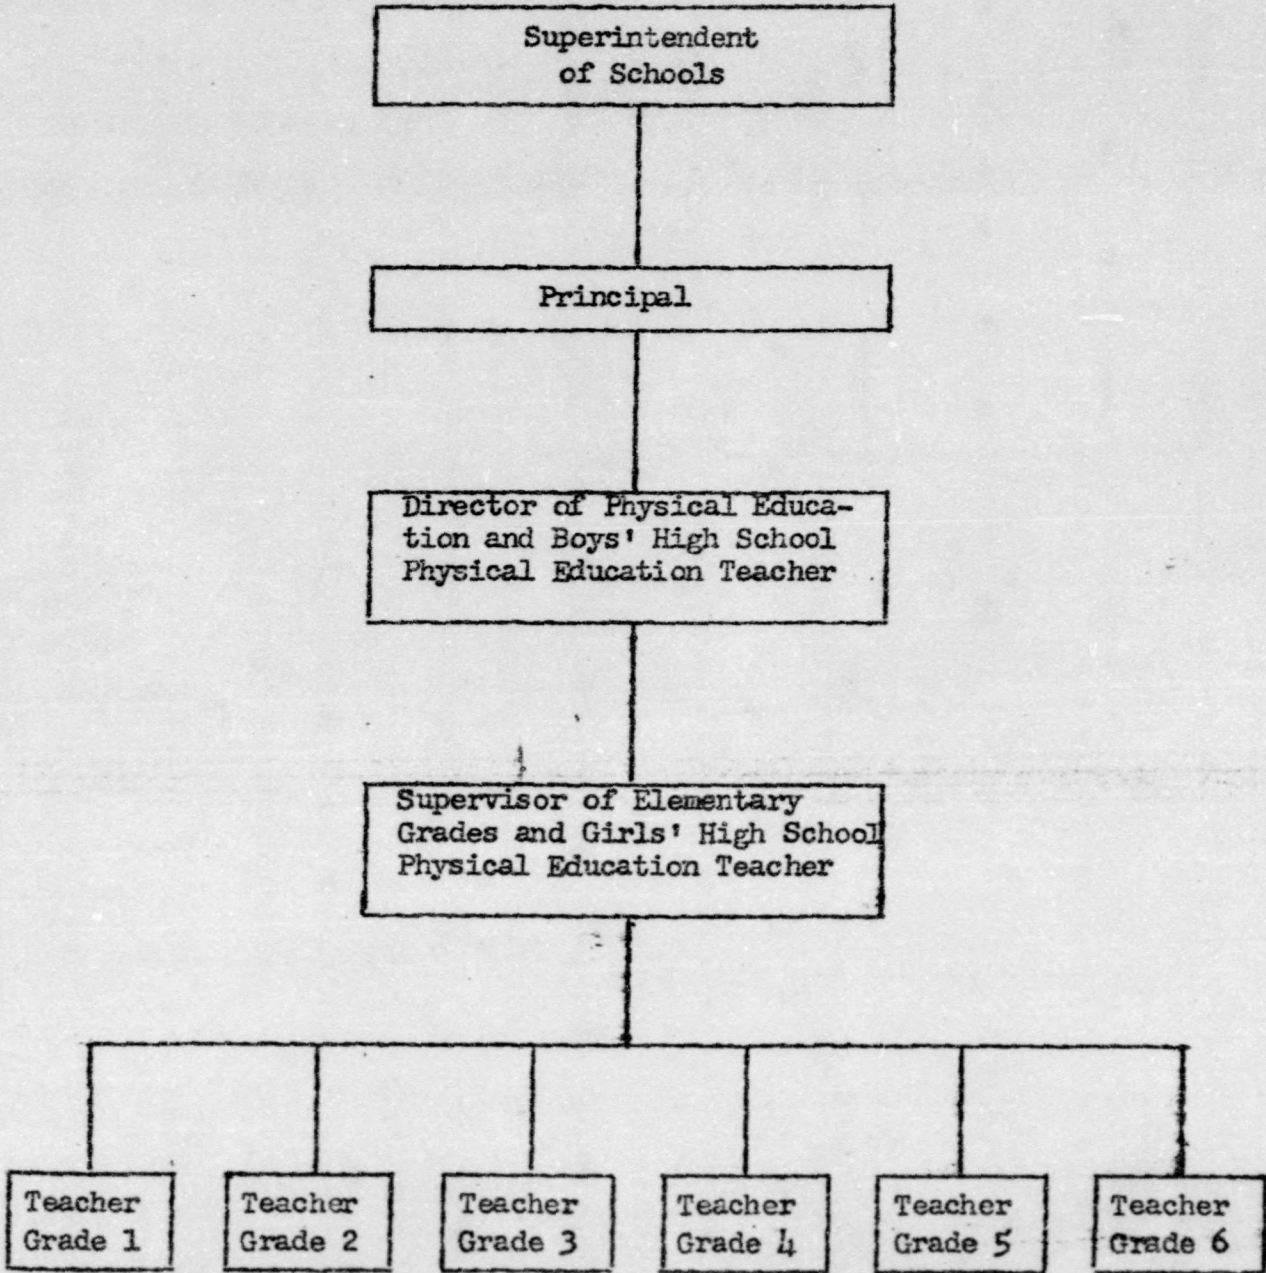 Superintendent
of Schools
Principal
Director of Physical Educa-
tion and Boys' High School
Physical Education Teacher
Supervisor of Elementary
Grades and Girls' High School
Physical Education Teacher
Teacher
Grade 1
Teacher
Grade 2
Teacher
Grade 3
Teacher
Grade 4
Teacher
Grade 5
Teacher
Grade 6